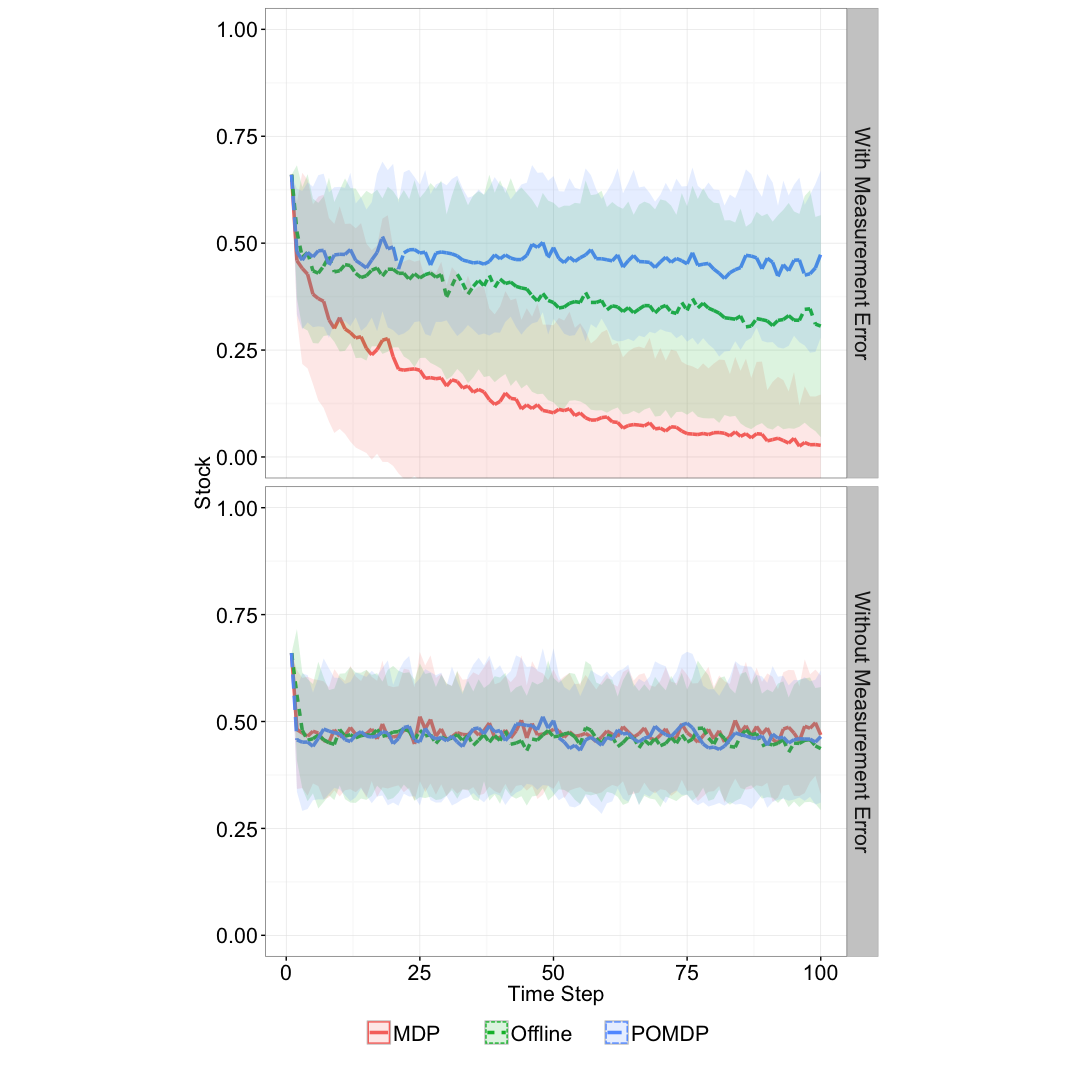 1.00
0.75
0.50
0.25
0.00
With Measurement Error
Stock
1.00
0.75
0.50
0.25
0.00
Without Measurement Error
0 25 50 75 100
Time Step
MDP Offline POMDP